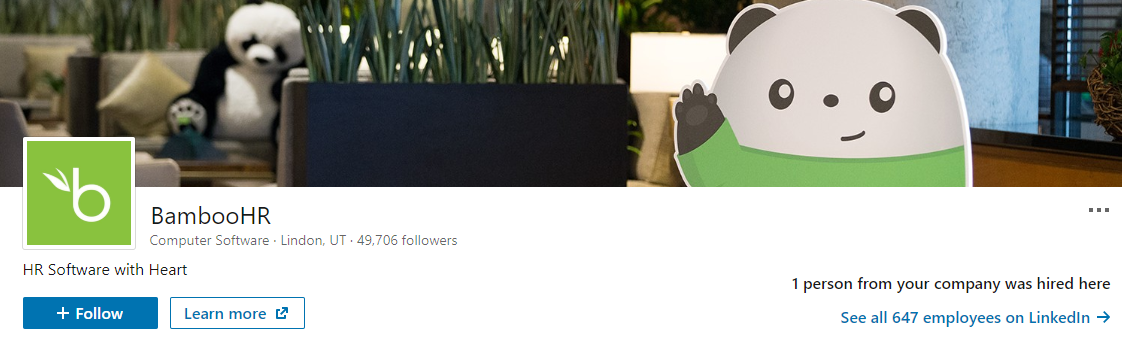 b
BambooHR
Computer Software · Lindon, UT · 49,706 followers
HR Software with Heart
1 person from your company was hired here
+ Follow
Learn more
See all 647 employees on LinkedIn →